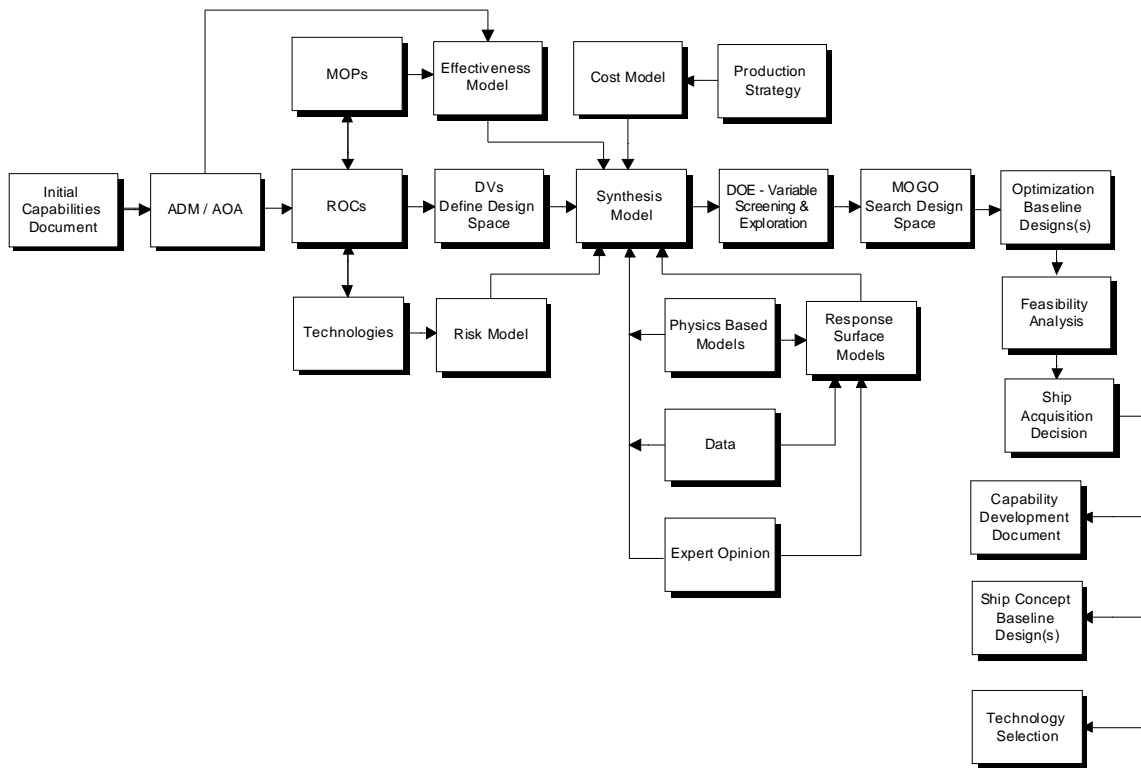 MOPs
Effectiveness
Model
Cost Model
Production
Strategy
Initial
Capabilities
Document
ADM / AOA
ROCs
DVs
Define Design
Space
Synthesis
Model
DOE - Variable
Screening &
Exploration
MOGO
Search Design
Space
Optimization
Baseline
Designs(s)
Technologies
Risk Model
Physics Based
Models
Response
Surface
Models
Feasibility
Analysis
Ship
Acquisition
Decision
Data
Expert Opinion
Capability
Development
Document
Ship Concept
Baseline
Design(s)
Technology
Selection